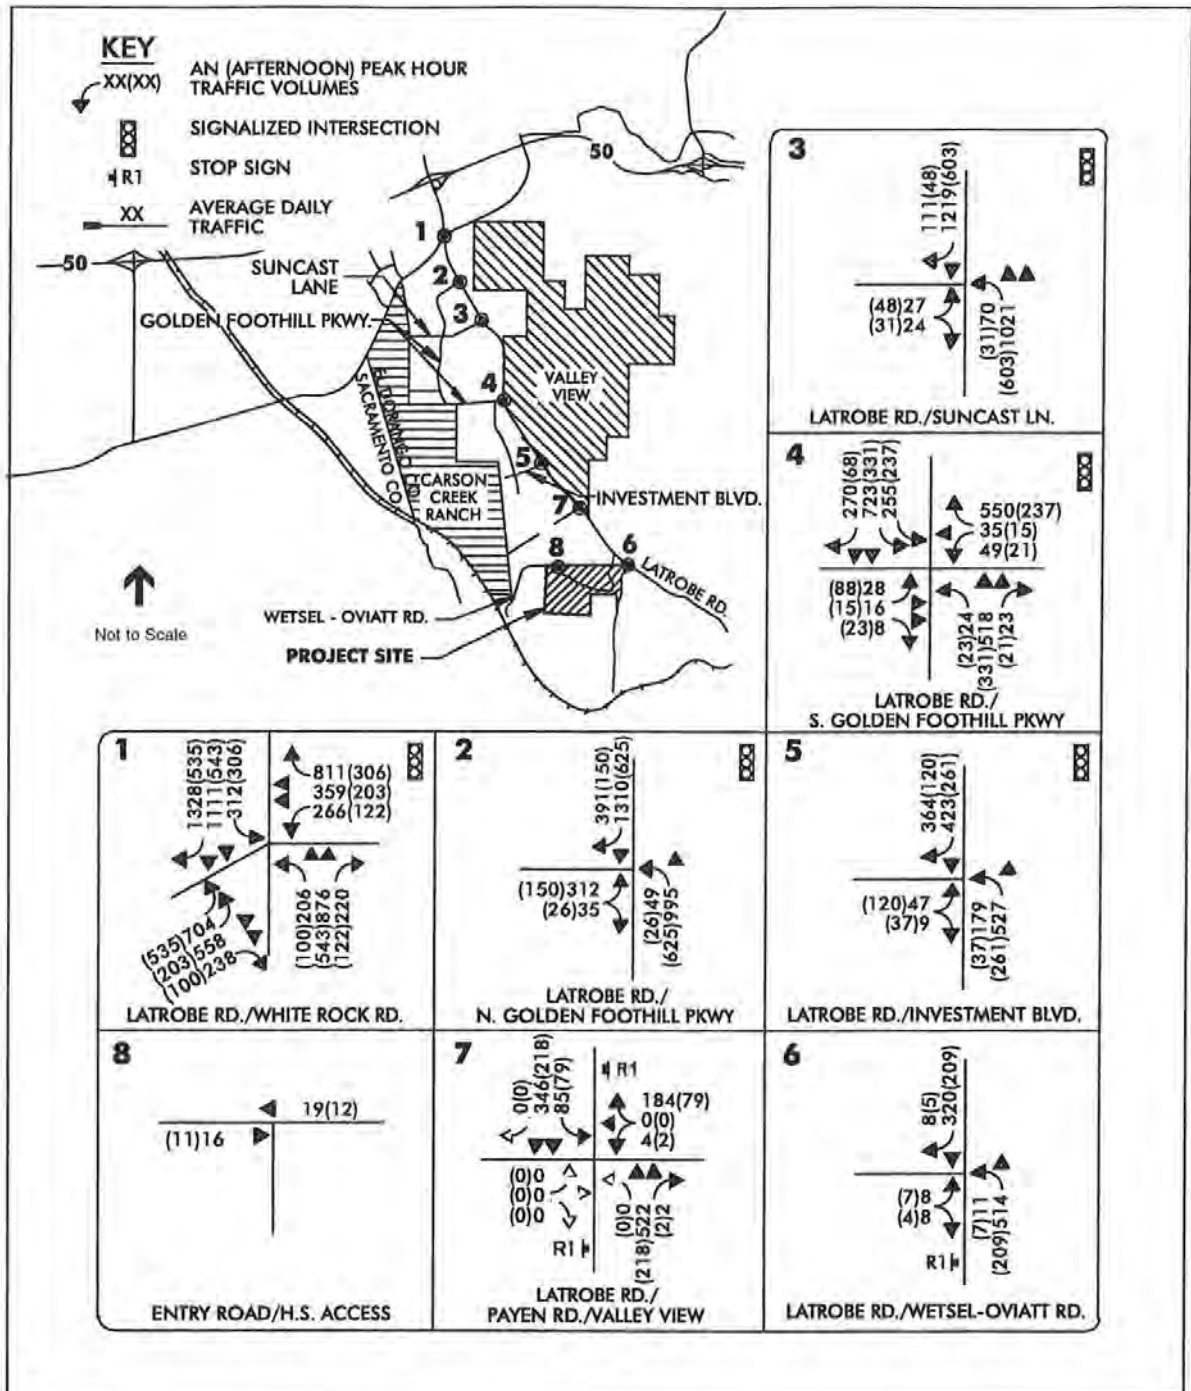 KEY
XX(XX)
AN (AFTERNOON) PEAK HOUR
TRAFFIC VOLUMES
SIGNALIZED INTERSECTION
R1
STOP SIGN
XX
AVERAGE DAILY
TRAFFIC
50
50
SUNCAST
LANE
GOLDEN FOOTHILL PKWY.
1
2
3
4
5
7
8
6
VALLEY
VIEW
SACRAMENTO CO.
CARSON
CREEK
RANCH
INVESTMENT BLVD.
LATROBE RD.
WETSEL - OVIATT RD.
PROJECT SITE
Not to Scale
3
111(48)
1219(603)
(48)27
(31)24
(31)70
(603)1021
LATROBE RD./SUNCAST LN.
4
270(68)
723(331)
255(237)
550(237)
35(15)
49(21)
(88)28
(15)16
(23)8
(23)24
(331)518
(21)23
LATROBE RD./
S. GOLDEN FOOTHILL PKWY
1
1328(535)
1111(543)
312(306)
811(306)
359(203)
266(122)
(535)704
(203)558
(100)238
(100)206
(543)876
(122)220
LATROBE RD./WHITE ROCK RD.
2
391(150)
1310(625)
(150)312
(26)35
(26)49
(625)995
LATROBE RD./
N. GOLDEN FOOTHILL PKWY
5
364(120)
423(261)
(120)47
(37)9
(37)179
(261)527
LATROBE RD./INVESTMENT BLVD.
8
19(12)
(11)16
ENTRY ROAD/H.S. ACCESS
7
0(0)
346(218)
85(79)
R1
184(79)
0(0)
4(2)
(0)0
(0)0
(0)0
R1
(0)0
(218)522
(2)2
LATROBE RD./
PAYEN RD./VALLEY VIEW
6
8(5)
320(209)
(7)8
(4)8
R1
(7)11
(209)514
LATROBE RD./WETSEL-OVIATT RD.